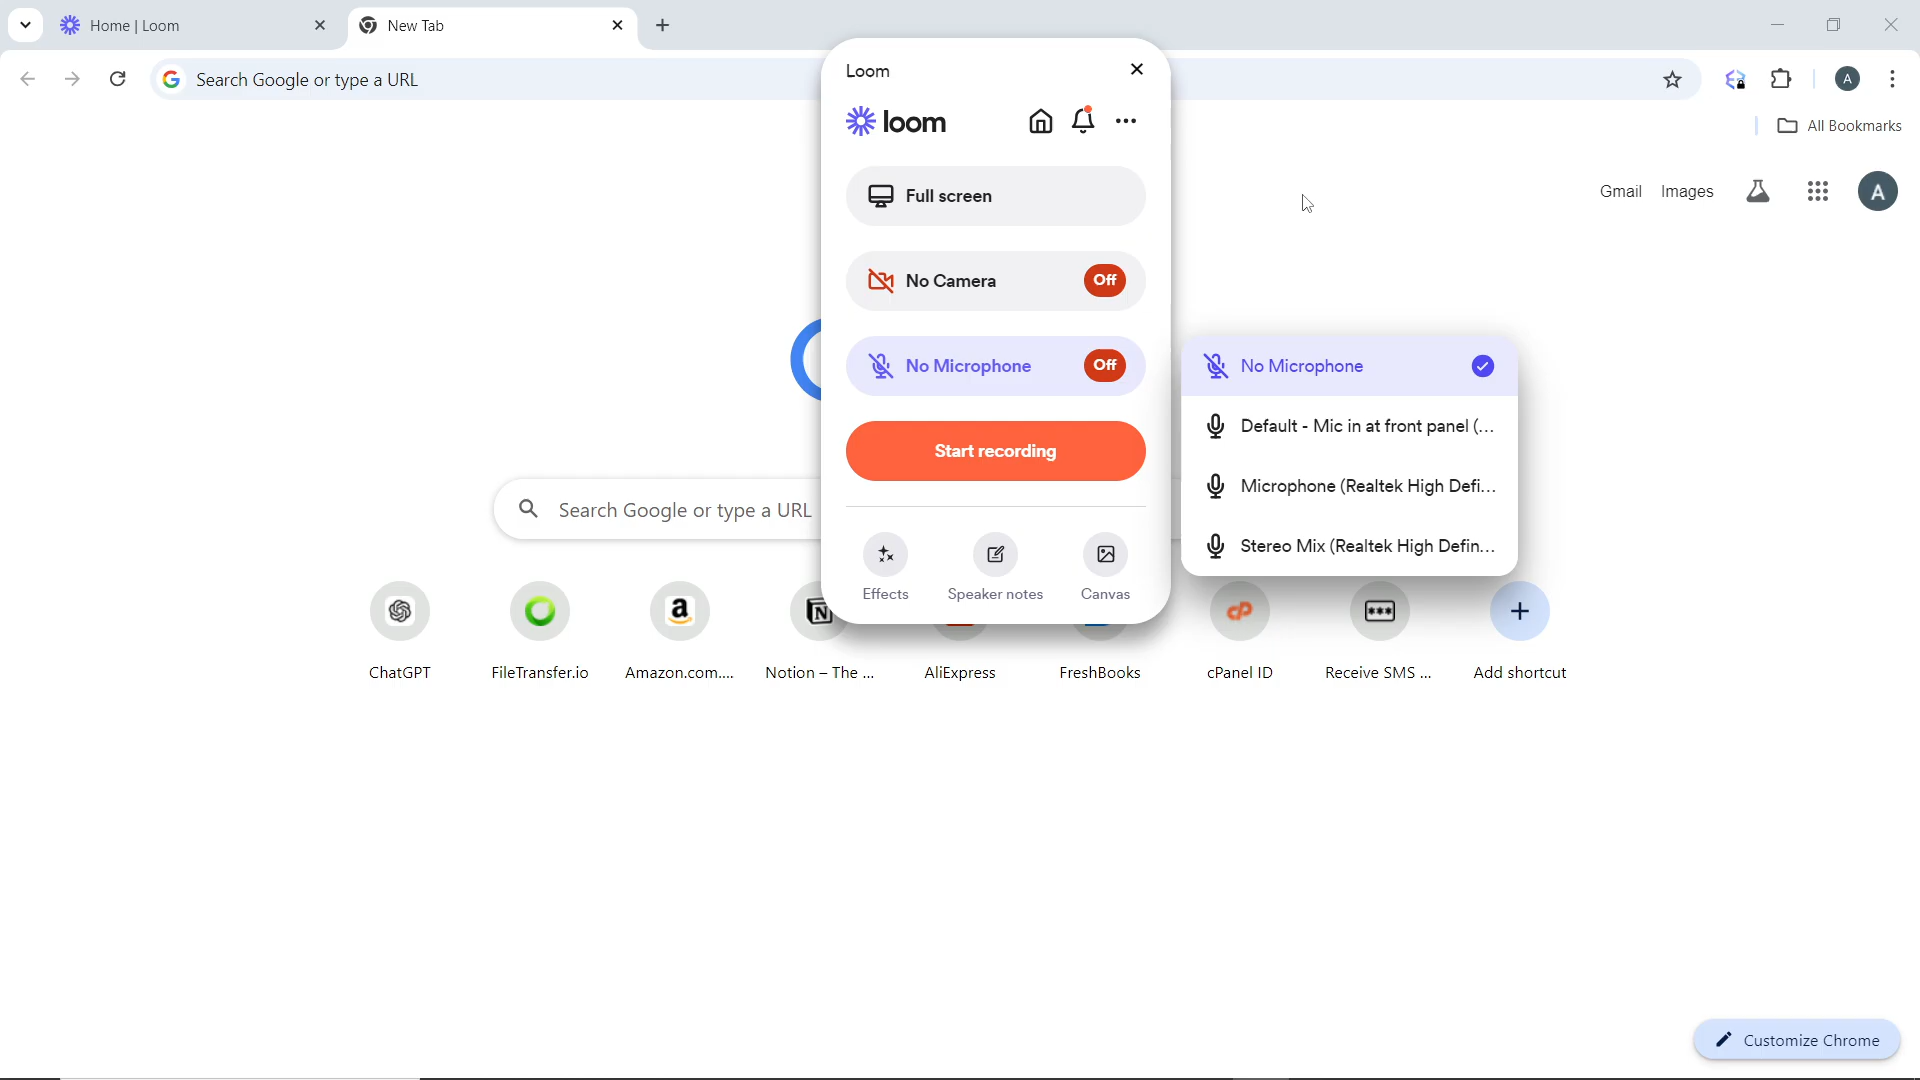 Home | Loom
New Tab
Search Google or type a URL
All Bookmarks
Gmail
Images
A
A
Loom
loom
Full screen
No Camera
Off
No Microphone
Off
Start recording
Effects
Speaker notes
Canvas
No Microphone
Default - Mic in at front panel (...
Microphone (Realtek High Defi...
Stereo Mix (Realtek High Defin...
Search Google or type a URL
ChatGPT
FileTransfer.io
Amazon.com....
Notion – The ...
AliExpress
FreshBooks
cPanel ID
Receive SMS ...
Add shortcut
Customize Chrome